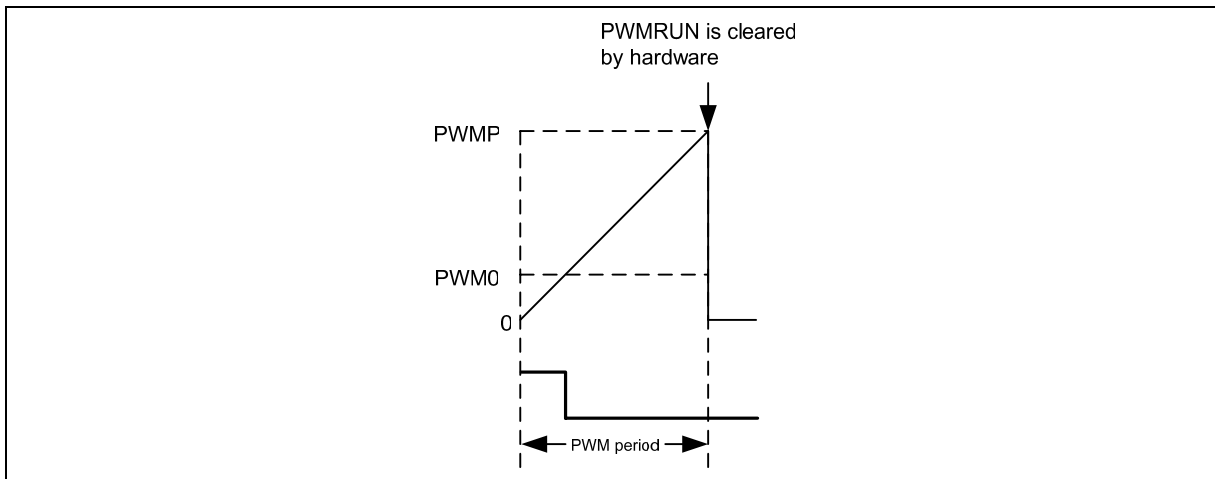 PWMRUN is cleared
by hardware
PWMP
PWM0
0
PWM period